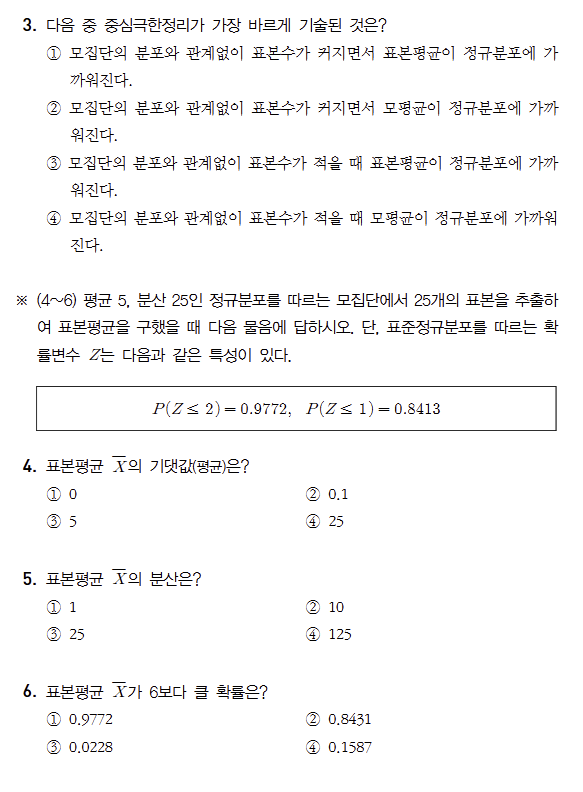 3. 다음 중 중심극한정리가 가장 바르게 기술된 것은?
① 모집단의 분포와 관계없이 표본수가 커지면서 표본평균이 정규분포에 가
까워진다.
② 모집단의 분포와 관계없이 표본수가 커지면서 모평균이 정규분포에 가까
워진다.
③ 모집단의 분포와 관계없이 표본수가 적을 때 표본평균이 정규분포에 가까
워진다.
④ 모집단의 분포와 관계없이 표본수가 적을 때 모평균이 정규분포에 가까워
진다.
※ (4～6) 평균 5, 분산 25인 정규분포를 따르는 모집단에서 25개의 표본을 추출하
여 표본평균을 구했을 때 다음 물음에 답하시오. 단, 표준정규분포를 따르는 확
률변수 Z는 다음과 같은 특성이 있다.
P(Z ≤ 2) = 0.9772, P(Z ≤ 1) = 0.8413
4. 표본평균 X̅의 기댓값(평균)은?
① 0 ② 0.1
③ 5 ④ 25
5. 표본평균 X̅의 분산은?
① 1 ② 10
③ 25 ④ 125
6. 표본평균 X̅가 6보다 클 확률은?
① 0.9772 ② 0.8431
③ 0.0228 ④ 0.1587